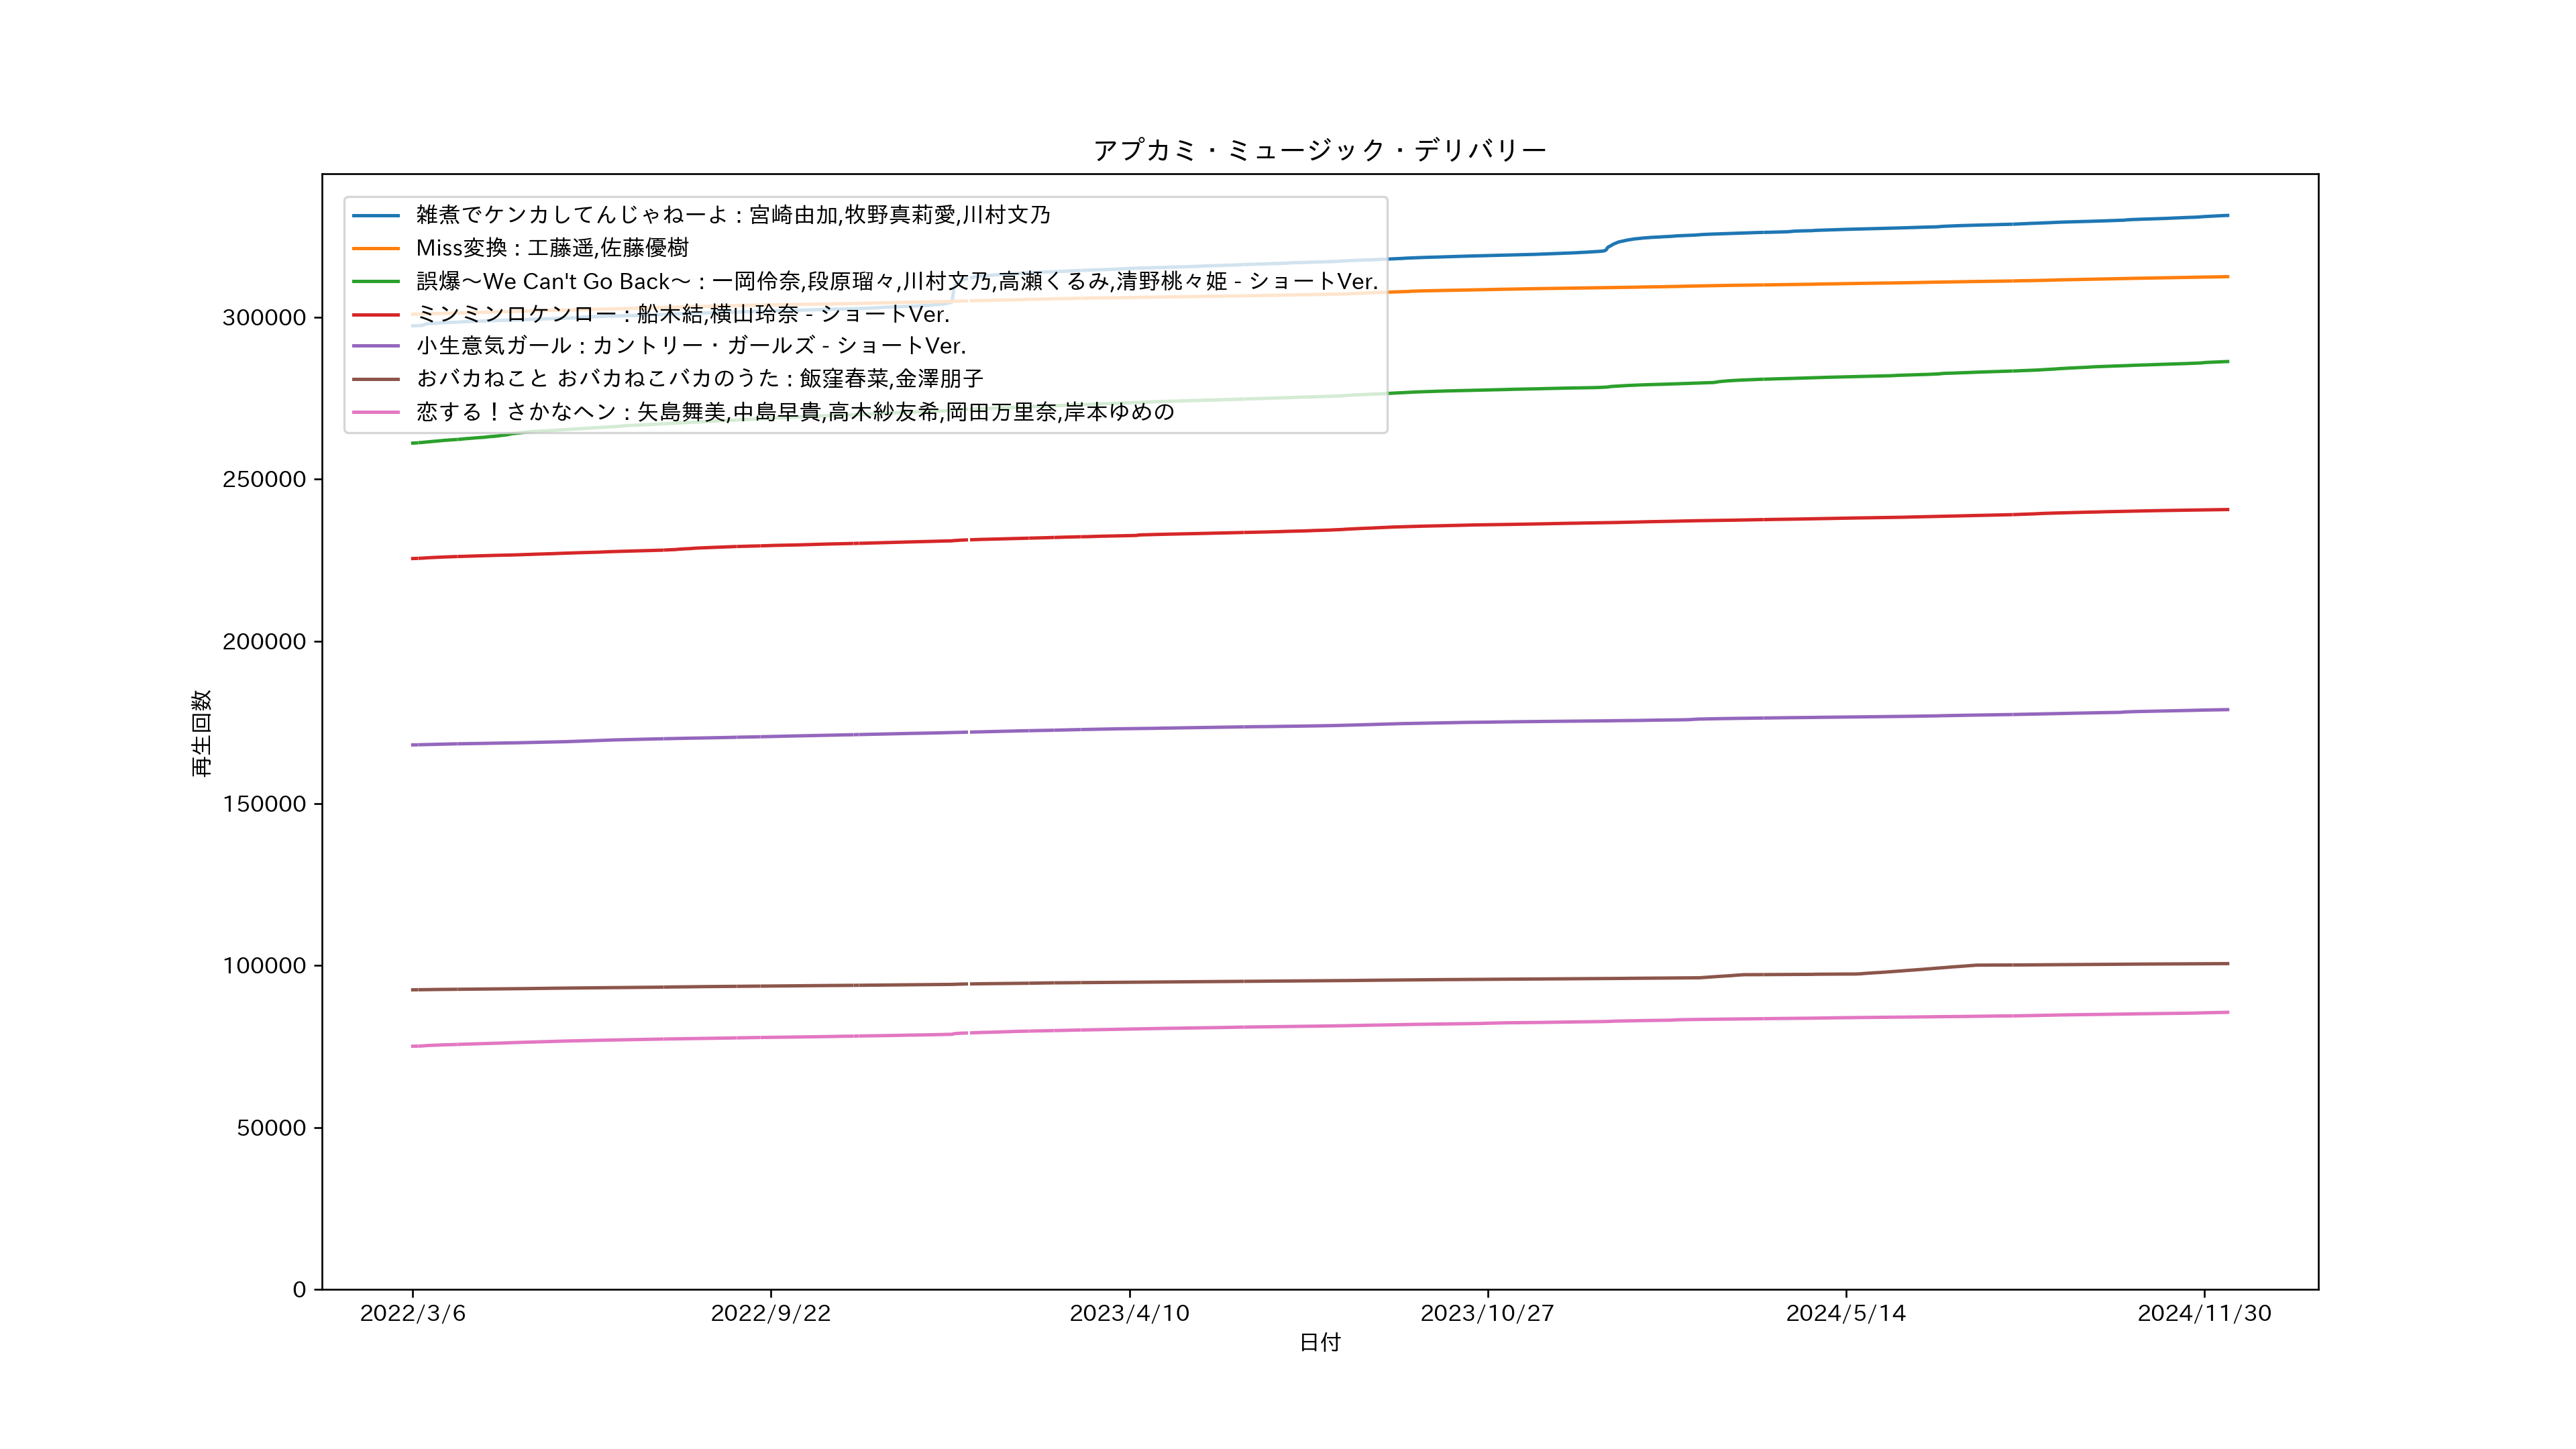 アプカミ・ミュージック・デリバリー
雑煮でケンカしてんじゃねーよ : 宮崎由加,牧野真莉愛,川村文乃
Miss変換 : 工藤遥,佐藤優樹
誤爆～We Can't Go Back～ : 一岡伶奈,段原瑠々,川村文乃,高瀬くるみ,清野桃々姫 - ショートVer.
ミンミンロケンロー : 船木結,横山玲奈 - ショートVer.
小生意気ガール : カントリー・ガールズ - ショートVer.
おバカねこと おバカねこバカのうた : 飯窪春菜,金澤朋子
恋する！さかなヘン : 矢島舞美,中島早貴,高木紗友希,岡田万里奈,岸本ゆめの
300000
250000
200000
150000
100000
50000
0
再生回数
2022/3/6 2022/9/22 2023/4/10 2023/10/27 2024/5/14 2024/11/30
日付